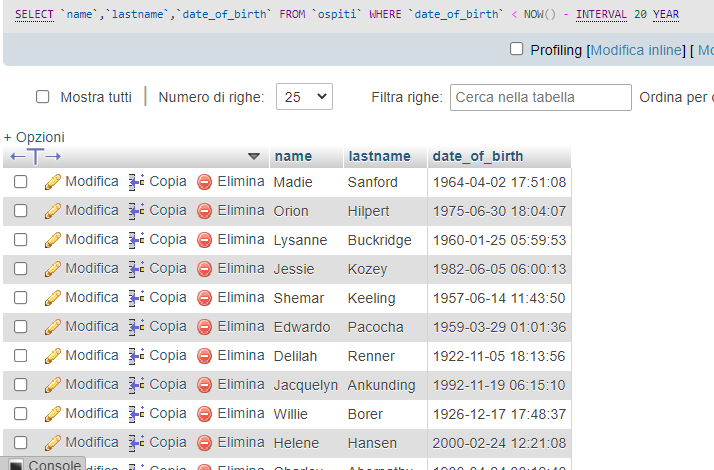 SELECT `name`,`lastname`,`date_of_birth` FROM `ospiti` WHERE `date_of_birth` < NOW() - INTERVAL 20 YEAR
Profiling [Modifica inline] [ Mo
Mostra tutti Numero di righe: 25 Filtra righe: Cerca nella tabella Ordina per
+ Opzioni
←T→ ▼ name lastname date_of_birth
Modifica Copia Elimina Madie Sanford 1964-04-02 17:51:08
Modifica Copia Elimina Orion Hilpert 1975-06-30 18:04:07
Modifica Copia Elimina Lysanne Buckridge 1960-01-25 05:59:53
Modifica Copia Elimina Jessie Kozey 1982-06-05 06:00:13
Modifica Copia Elimina Shemar Keeling 1957-06-14 11:43:50
Modifica Copia Elimina Edwardo Pacocha 1959-03-29 01:01:36
Modifica Copia Elimina Delilah Renner 1922-11-05 18:13:56
Modifica Copia Elimina Jacquelyn Ankunding 1992-11-19 06:15:10
Modifica Copia Elimina Willie Borer 1926-12-17 17:48:37
Modifica Copia Elimina Helene Hansen 2000-02-24 12:21:08
Console